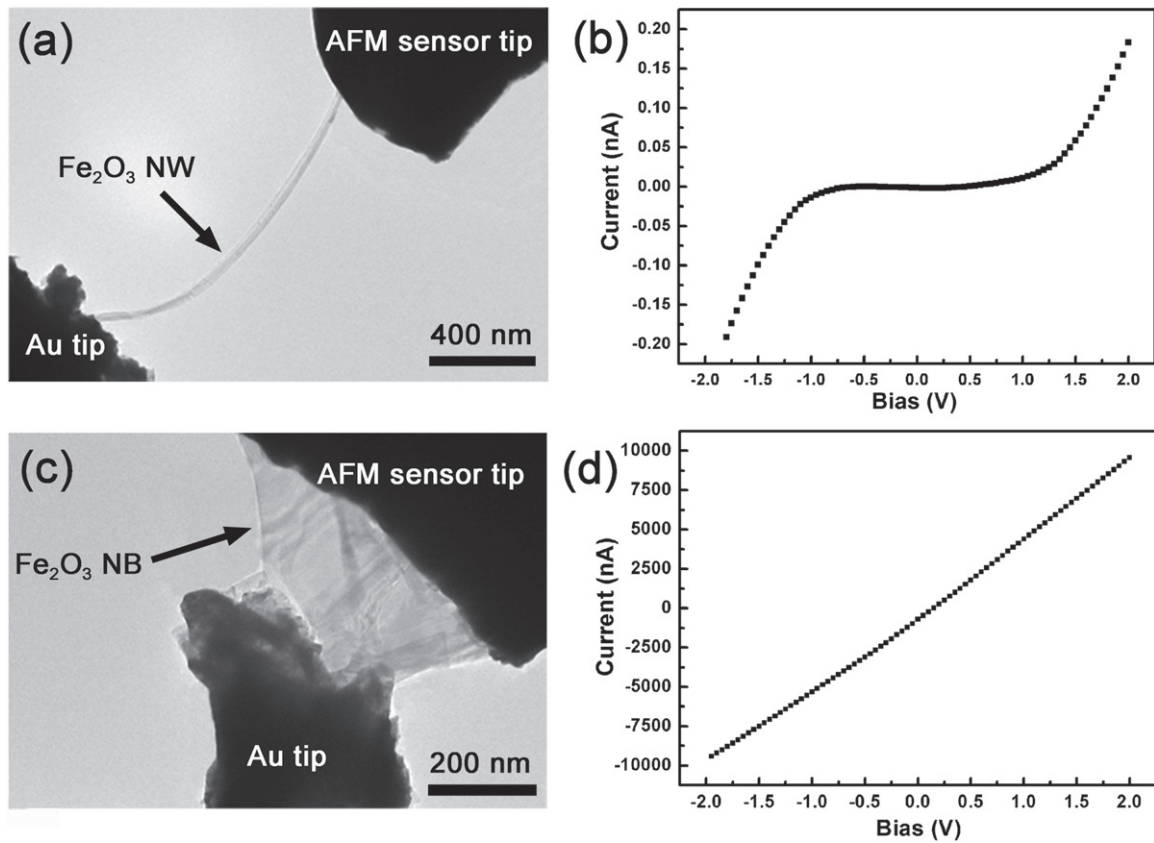 (a)
AFM sensor tip
Fe₂O₃ NW
Au tip
400 nm
(b)
Current (nA)
0.20
0.15
0.10
0.05
0.00
-0.05
-0.10
-0.15
-0.20
-2.0 -1.5 -1.0 -0.5 0.0 0.5 1.0 1.5 2.0
Bias (V)
(c)
AFM sensor tip
Fe₂O₃ NB
Au tip
200 nm
(d)
Current (nA)
10000
7500
5000
2500
0
-2500
-5000
-7500
-10000
-2.0 -1.5 -1.0 -0.5 0.0 0.5 1.0 1.5 2.0
Bias (V)